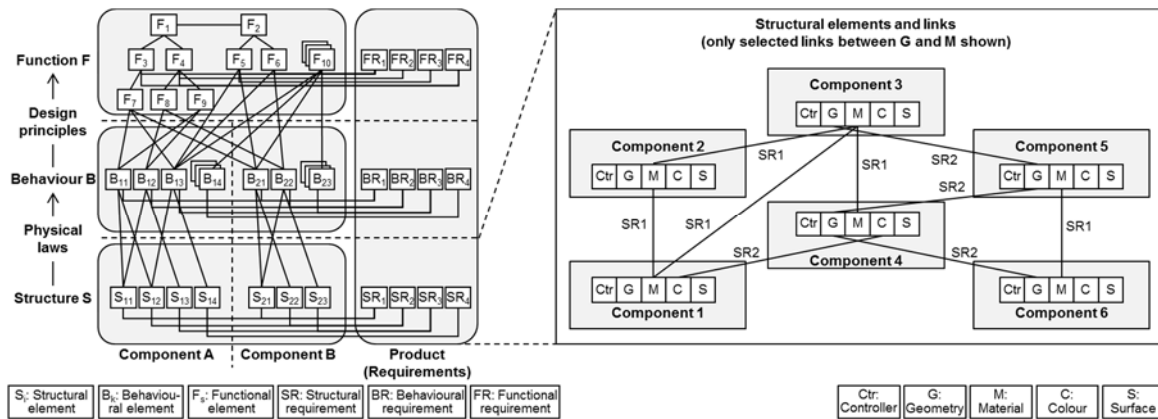 Function F
Design
principles
Behaviour B
Physical
laws
Structure S
F1 F2
F3 F4 F5 F6 F10
F7 F8 F9
FR1 FR2 FR3 FR4
B11 B12 B13 B14 B21 B22 B23
BR1 BR2 BR3 BR4
S11 S12 S13 S14 S21 S22 S23
SR1 SR2 SR3 SR4
Component A Component B Product
(Requirements)
Structural elements and links
(only selected links between G and M shown)
Component 3
Ctr G M C S
Component 2
Ctr G M C S
Component 5
Ctr G M C S
SR1
SR1
SR2
SR2
SR1
SR1
SR1
Ctr G M C S
Component 4
SR2
SR2
Ctr G M C S
Component 1
Ctr G M C S
Component 6
Si: Structural
element
Bk: Behaviou-
ral element
Fs: Functional
element
SR: Structural
requirement
BR: Behavioural
requirement
FR: Functional
requirement
Ctr:
Controller
G:
Geometry
M:
Material
C:
Colour
S:
Surface